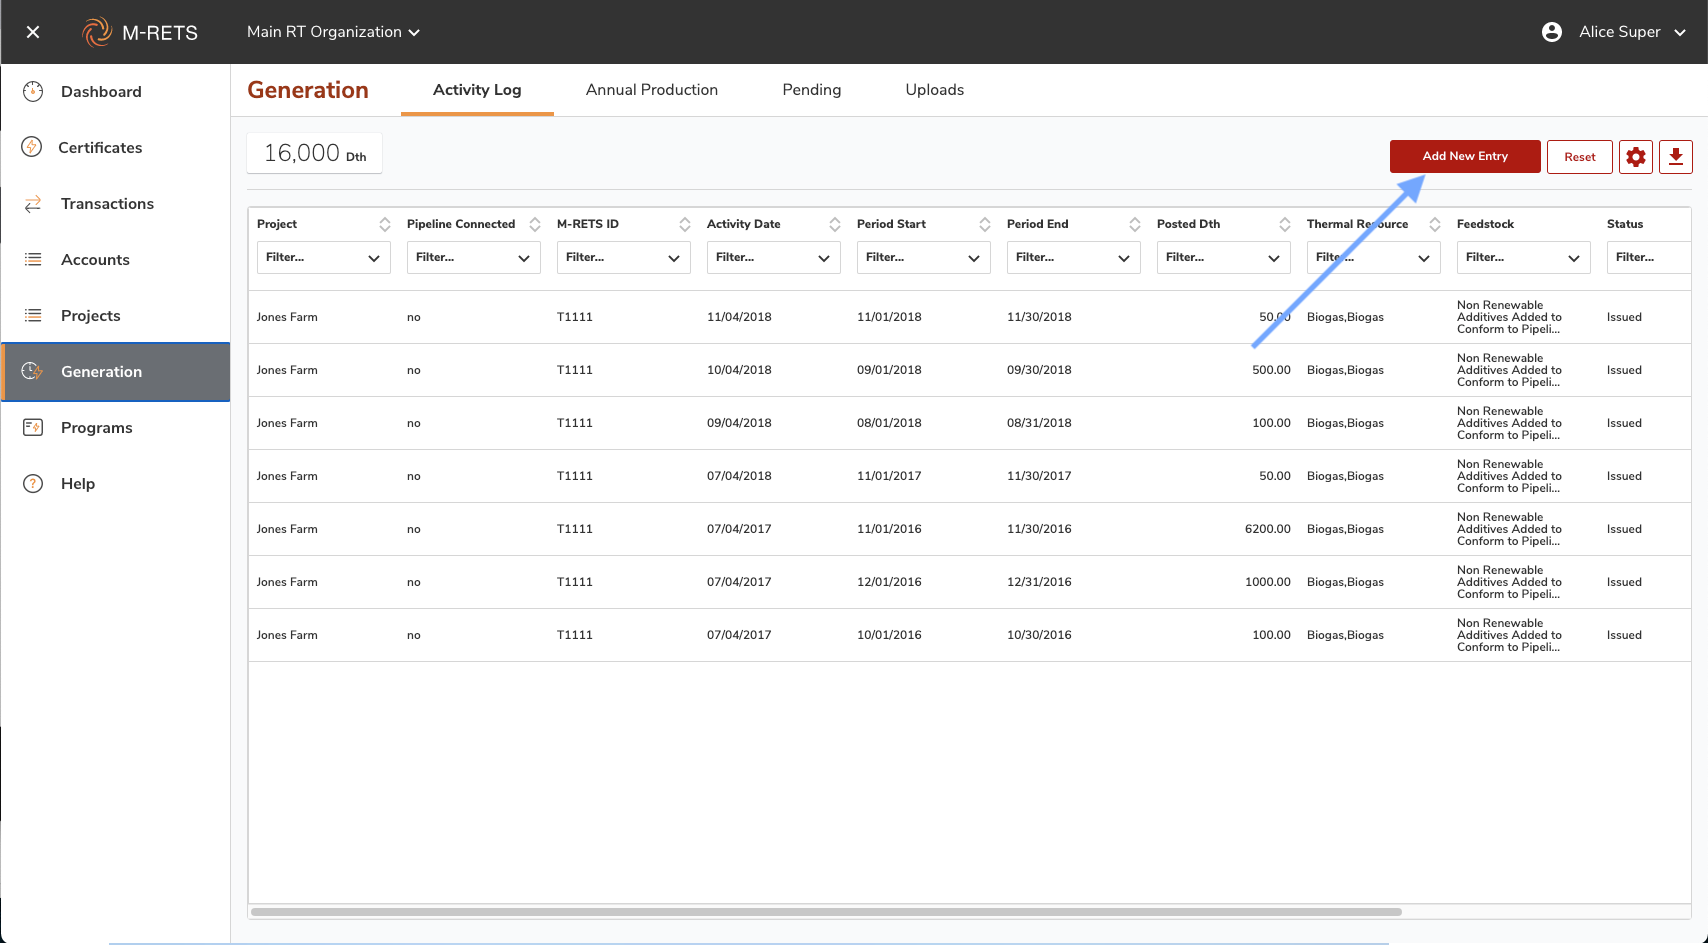 M-RETS
Main RT Organization
Alice Super
Dashboard
Certificates
Transactions
Accounts
Projects
Generation
Programs
Help
Generation
Activity Log
Annual Production
Pending
Uploads
16,000 Dth
Add New Entry
Reset
Project Pipeline Connected M-RETS ID Activity Date Period Start Period End Posted Dth Thermal Resource Feedstock Status
Filter... Filter... Filter... Filter... Filter... Filter... Filter... Filter... Filter... Filter...
Jones Farm no T1111 11/04/2018 11/01/2018 11/30/2018 50.00 Biogas,Biogas
Non Renewable
Additives Added to
Conform to Pipeli...
Issued
Jones Farm no T1111 10/04/2018 09/01/2018 09/30/2018 500.00 Biogas,Biogas
Non Renewable
Additives Added to
Conform to Pipeli...
Issued
Jones Farm no T1111 09/04/2018 08/01/2018 08/31/2018 100.00 Biogas,Biogas
Non Renewable
Additives Added to
Conform to Pipeli...
Issued
Jones Farm no T1111 07/04/2018 11/01/2017 11/30/2017 50.00 Biogas,Biogas
Non Renewable
Additives Added to
Conform to Pipeli...
Issued
Jones Farm no T1111 07/04/2017 11/01/2016 11/30/2016 6200.00 Biogas,Biogas
Non Renewable
Additives Added to
Conform to Pipeli...
Issued
Jones Farm no T1111 07/04/2017 12/01/2016 12/31/2016 1000.00 Biogas,Biogas
Non Renewable
Additives Added to
Conform to Pipeli...
Issued
Jones Farm no T1111 07/04/2017 10/01/2016 10/30/2016 100.00 Biogas,Biogas
Non Renewable
Additives Added to
Conform to Pipeli...
Issued